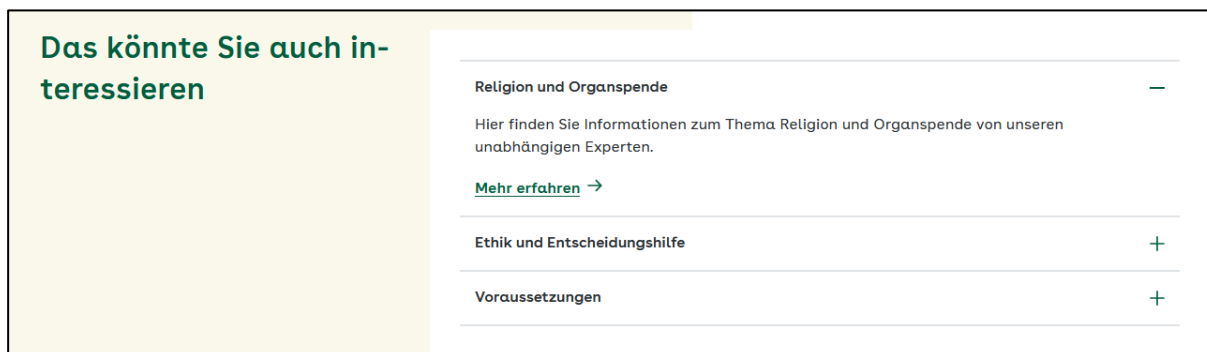 Das könnte Sie auch in-
teressieren
Religion und Organspende
Hier finden Sie Informationen zum Thema Religion und Organspende von unseren
unabhängigen Experten.
Mehr erfahren →
Ethik und Entscheidungshilfe
Voraussetzungen